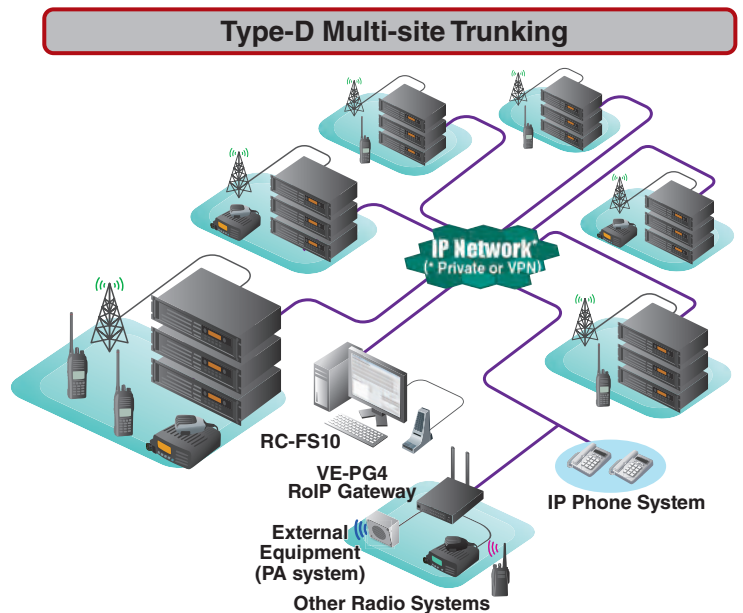 Type-D Multi-site Trunking
IP Network*
(* Private or VPN)
RC-FS10
VE-PG4
RoIP Gateway
IP Phone System
External
Equipment
(PA system)
Other Radio Systems